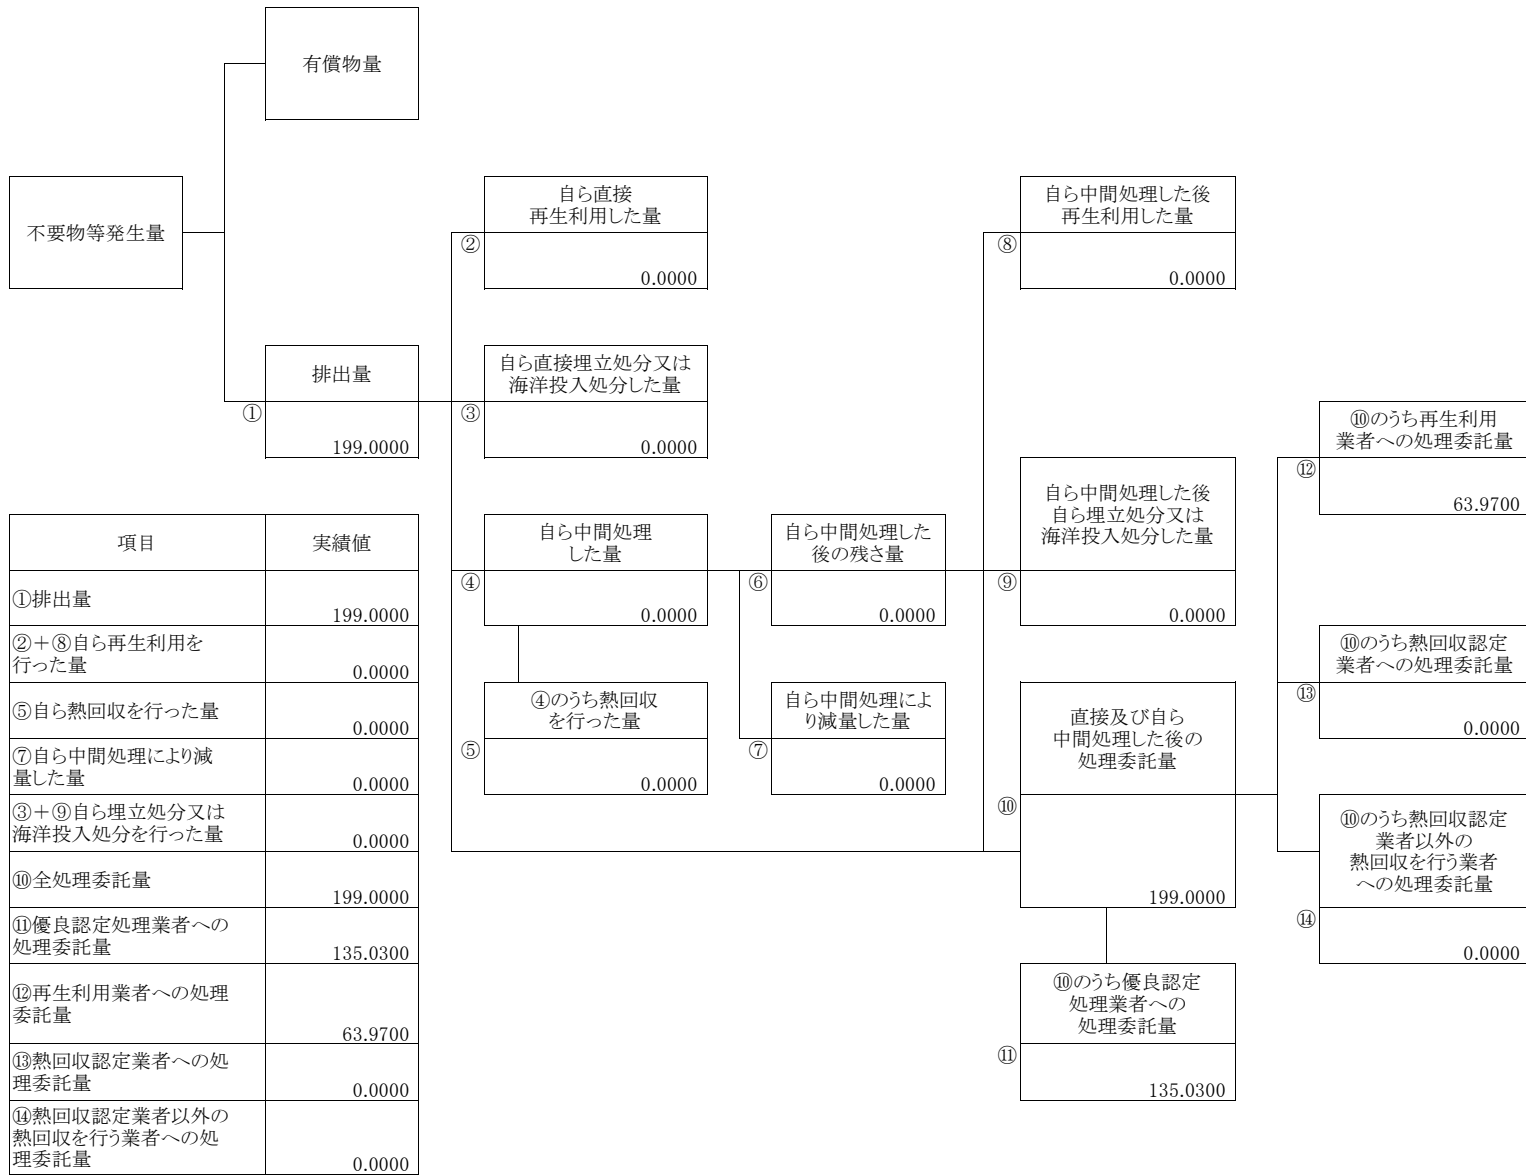 有償物量
不要物等発生量
自ら直接
再生利用した量
②
0.0000
自ら中間処理した後
再生利用した量
⑧
0.0000
排出量
①
199.0000
自ら直接埋立処分又は
海洋投入処分した量
③
0.0000
⑩のうち再生利用
業者への処理委託量
⑫
63.9700
自ら中間処理
した量
④
0.0000
自ら中間処理した
後の残さ量
⑥
0.0000
自ら中間処理した後
自ら埋立処分又は
海洋投入処分した量
⑨
0.0000
⑩のうち熱回収認定
業者への処理委託量
⑬
0.0000
④のうち熱回収
を行った量
⑤
0.0000
自ら中間処理によ
り減量した量
⑦
0.0000
直接及び自ら
中間処理した後の
処理委託量
⑩
199.0000
⑩のうち熱回収認定
業者以外の
熱回収を行う業者
への処理委託量
⑭
0.0000
⑩のうち優良認定
処理業者への
処理委託量
⑪
135.0300
項目 実績値
①排出量
199.0000
②＋⑧自ら再生利用を
行った量
0.0000
⑤自ら熱回収を行った量
0.0000
⑦自ら中間処理により減
量した量
0.0000
③＋⑨自ら埋立処分又は
海洋投入処分を行った量
0.0000
⑩全処理委託量
199.0000
⑪優良認定処理業者への
処理委託量
135.0300
⑫再生利用業者への処理
委託量
63.9700
⑬熱回収認定業者への処
理委託量
0.0000
⑭熱回収認定業者以外の
熱回収を行う業者への処
理委託量
0.0000